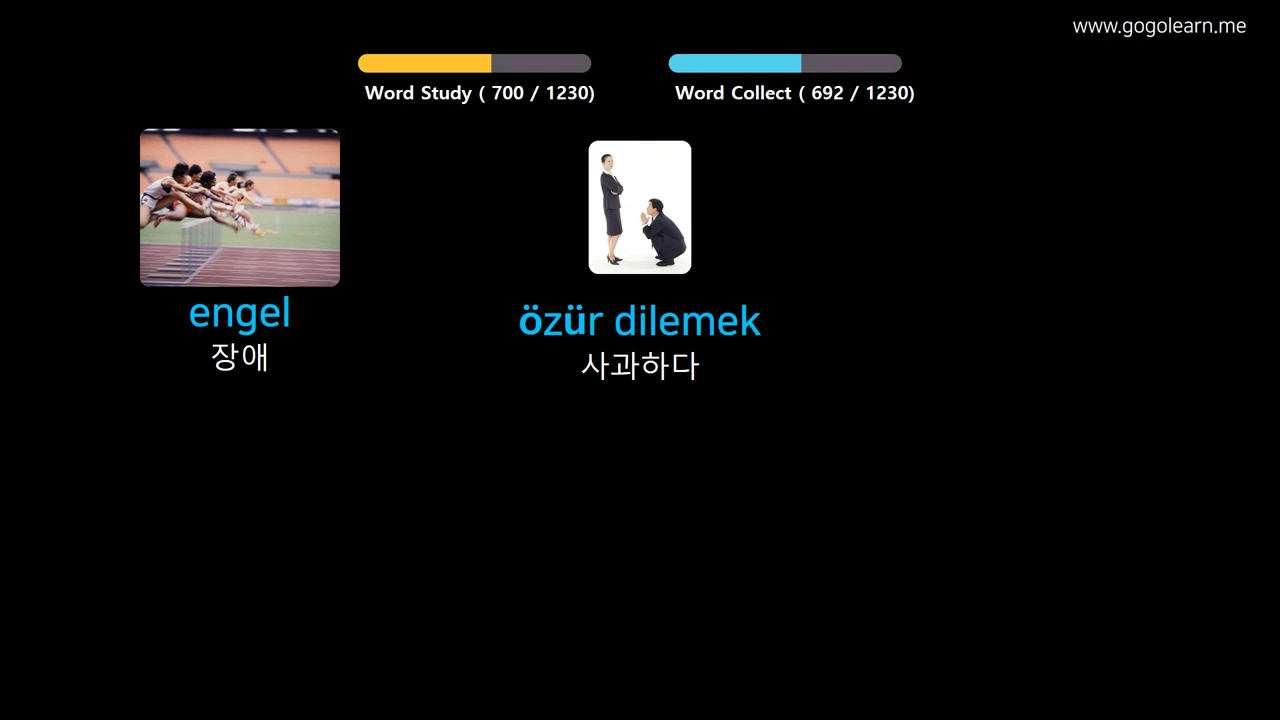 www.gogolearn.me
Word Study ( 700 / 1230)
Word Collect ( 692 / 1230)
engel
장애
özür dilemek
사과하다